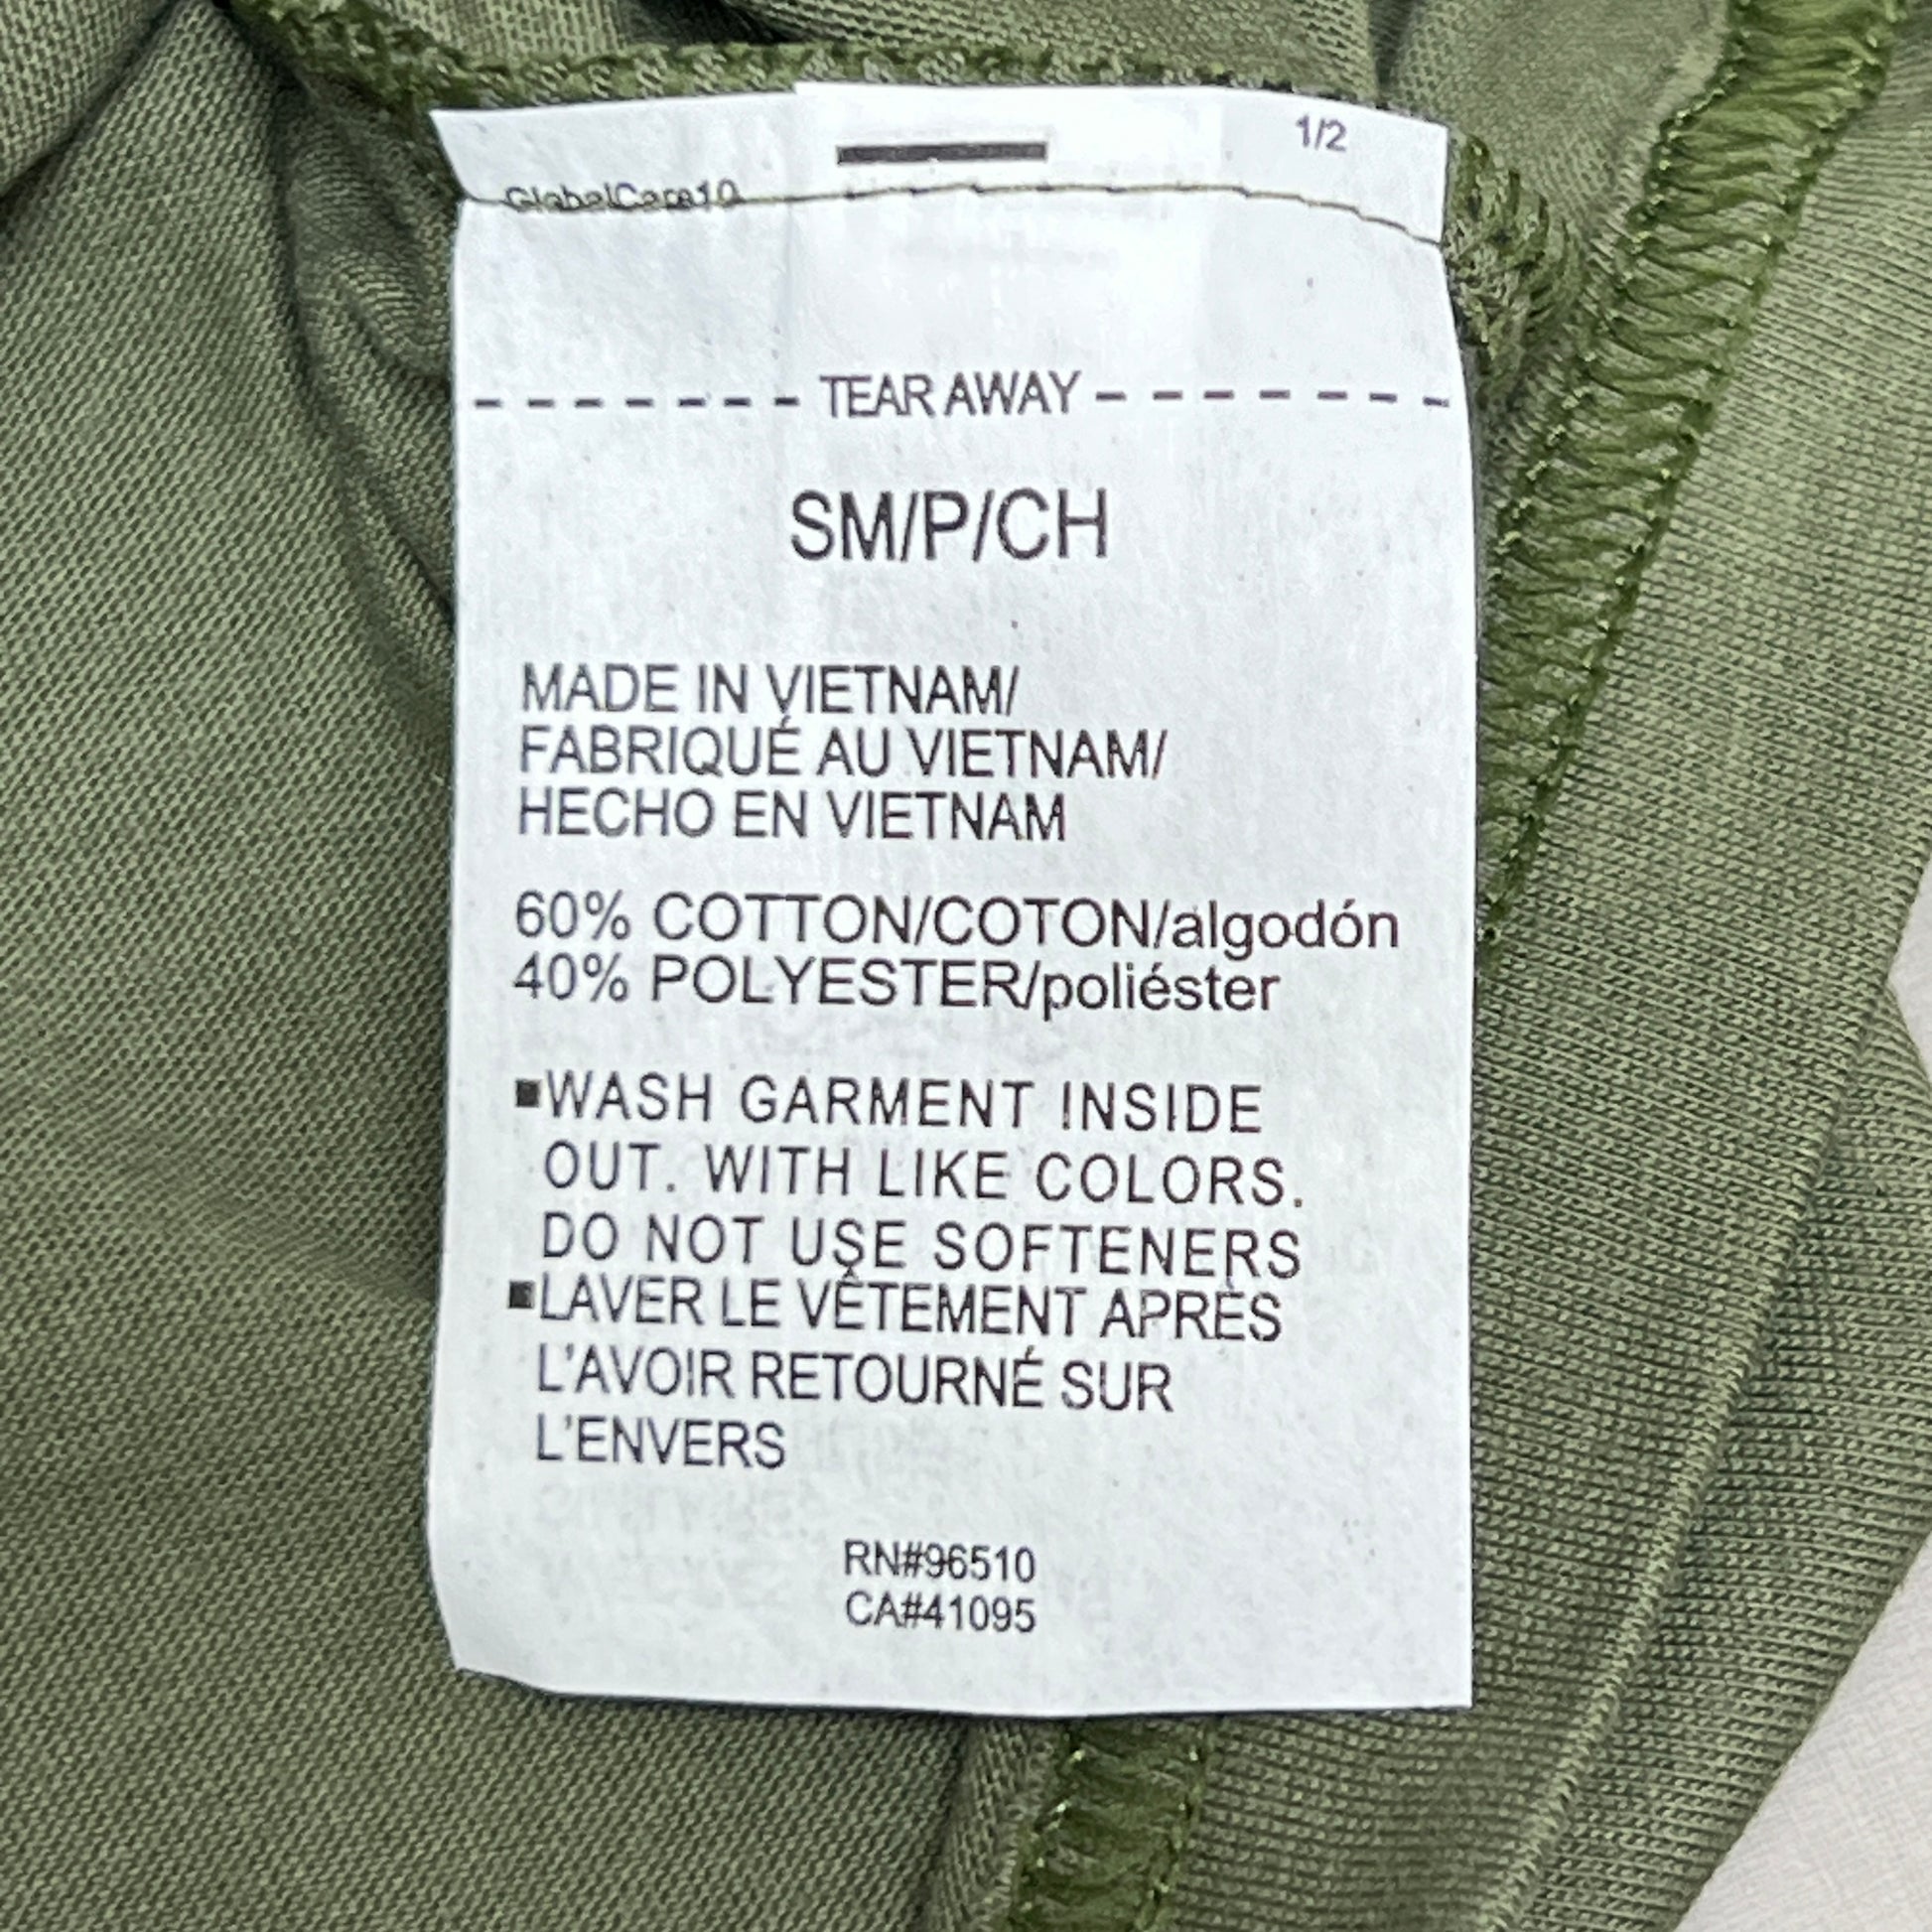 1/2
GlobalCare10
- - - - - - - TEAR AWAY - - - - - - -
SM/P/CH
MADE IN VIETNAM/
FABRIQUÉ AU VIETNAM/
HECHO EN VIETNAM
60% COTTON/COTON/algodón
40% POLYESTER/poliéster
▪WASH GARMENT INSIDE
OUT. WITH LIKE COLORS.
DO NOT USE SOFTENERS
▪LAVER LE VÊTEMENT APRÈS
L'AVOIR RETOURNÉ SUR
L'ENVERS
RN#96510
CA#41095